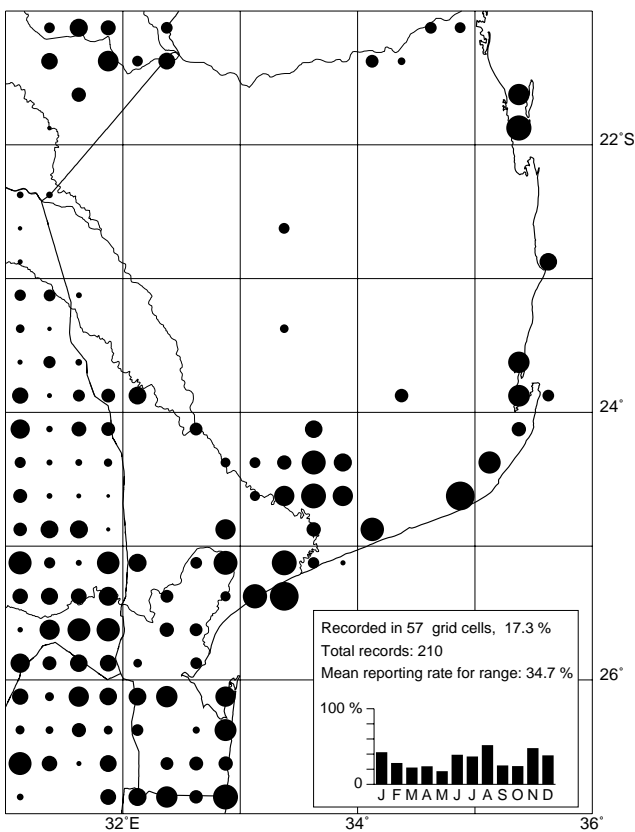 22°S
24°
Recorded in 57 grid cells, 17.3 %
Total records: 210
Mean reporting rate for range: 34.7 %
26°
100 %
0
J F M A M J J A S O N D
32°E 34° 36°